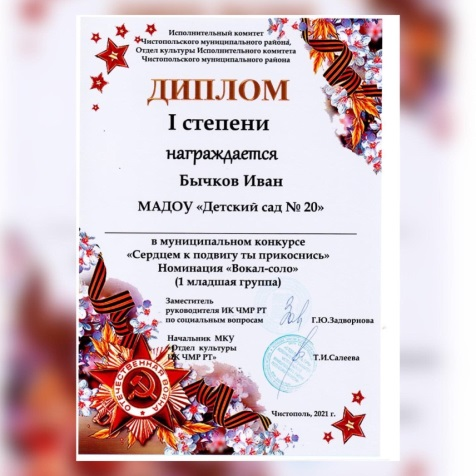 Исполнительный комитет
Чистопольского муниципального района,
Отдел культуры Исполнительного комитета
Чистопольского муниципального района
ДИПЛОМ
I степени
награждается
Бычков Иван
МАДОУ «Детский сад № 20»
в муниципальном конкурсе
«Сердцем к подвигу ты прикоснись»
Номинация «Вокал-соло»
(1 младшая группа)
Заместитель
руководителя ИК ЧМР РТ
по социальным вопросам Г.Ю.Задворнова
Начальник МКУ
«Отдел культуры
ИК ЧМР РТ» Т.И.Салеева
ОТЕЧЕСТВЕННАЯ ВОЙНА
Чистополь, 2021 г.